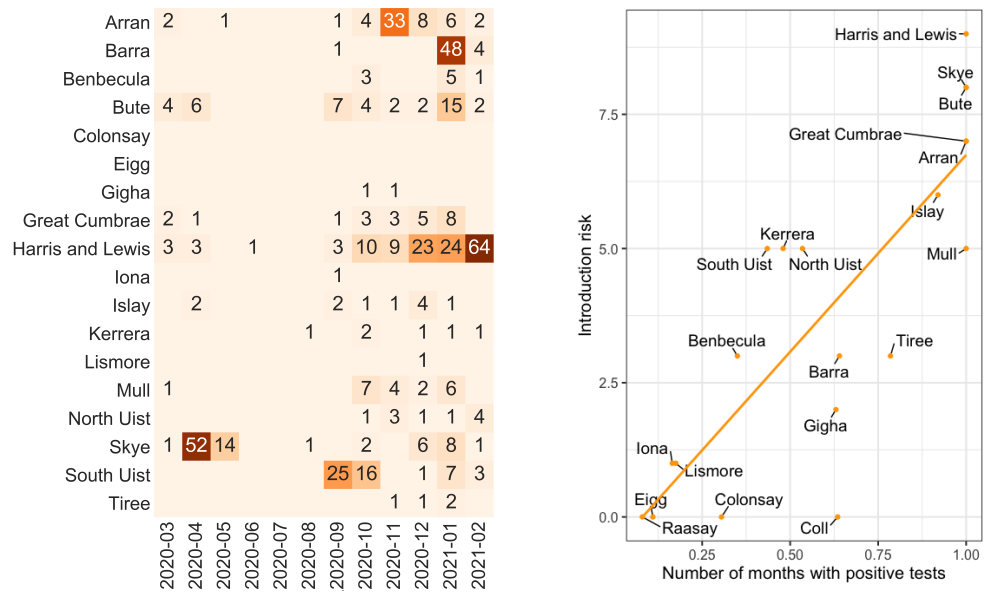 Arran 2 1 1 4 33 8 6 2
Barra 1 48 4
Benbecula 3 5 1
Bute 4 6 7 4 2 2 15 2
Colonsay
Eigg
Gigha 1 1
Great Cumbrae 2 1 1 3 3 5 8
Harris and Lewis 3 3 1 3 10 9 23 24 64
Iona 1
Islay 2 2 1 1 4 1
Kerrera 1 2 1 1 1
Lismore 1
Mull 1 7 4 2 6
North Uist 1 3 1 1 4
Skye 1 52 14 1 2 6 8 1
South Uist 25 16 1 7 3
Tiree 1 1 2
2020-03 2020-04 2020-05 2020-06 2020-07 2020-08 2020-09 2020-10 2020-11 2020-12 2021-01 2021-02
Introduction risk
7.5
5.0
2.5
0.0
Harris and Lewis
Skye
Bute
Great Cumbrae
Arran
Islay
Kerrera
Mull
South Uist North Uist
Benbecula Tiree
Barra
Gigha
Iona
Lismore
Eigg Colonsay
Raasay Coll
0.25 0.50 0.75 1.00
Number of months with positive tests